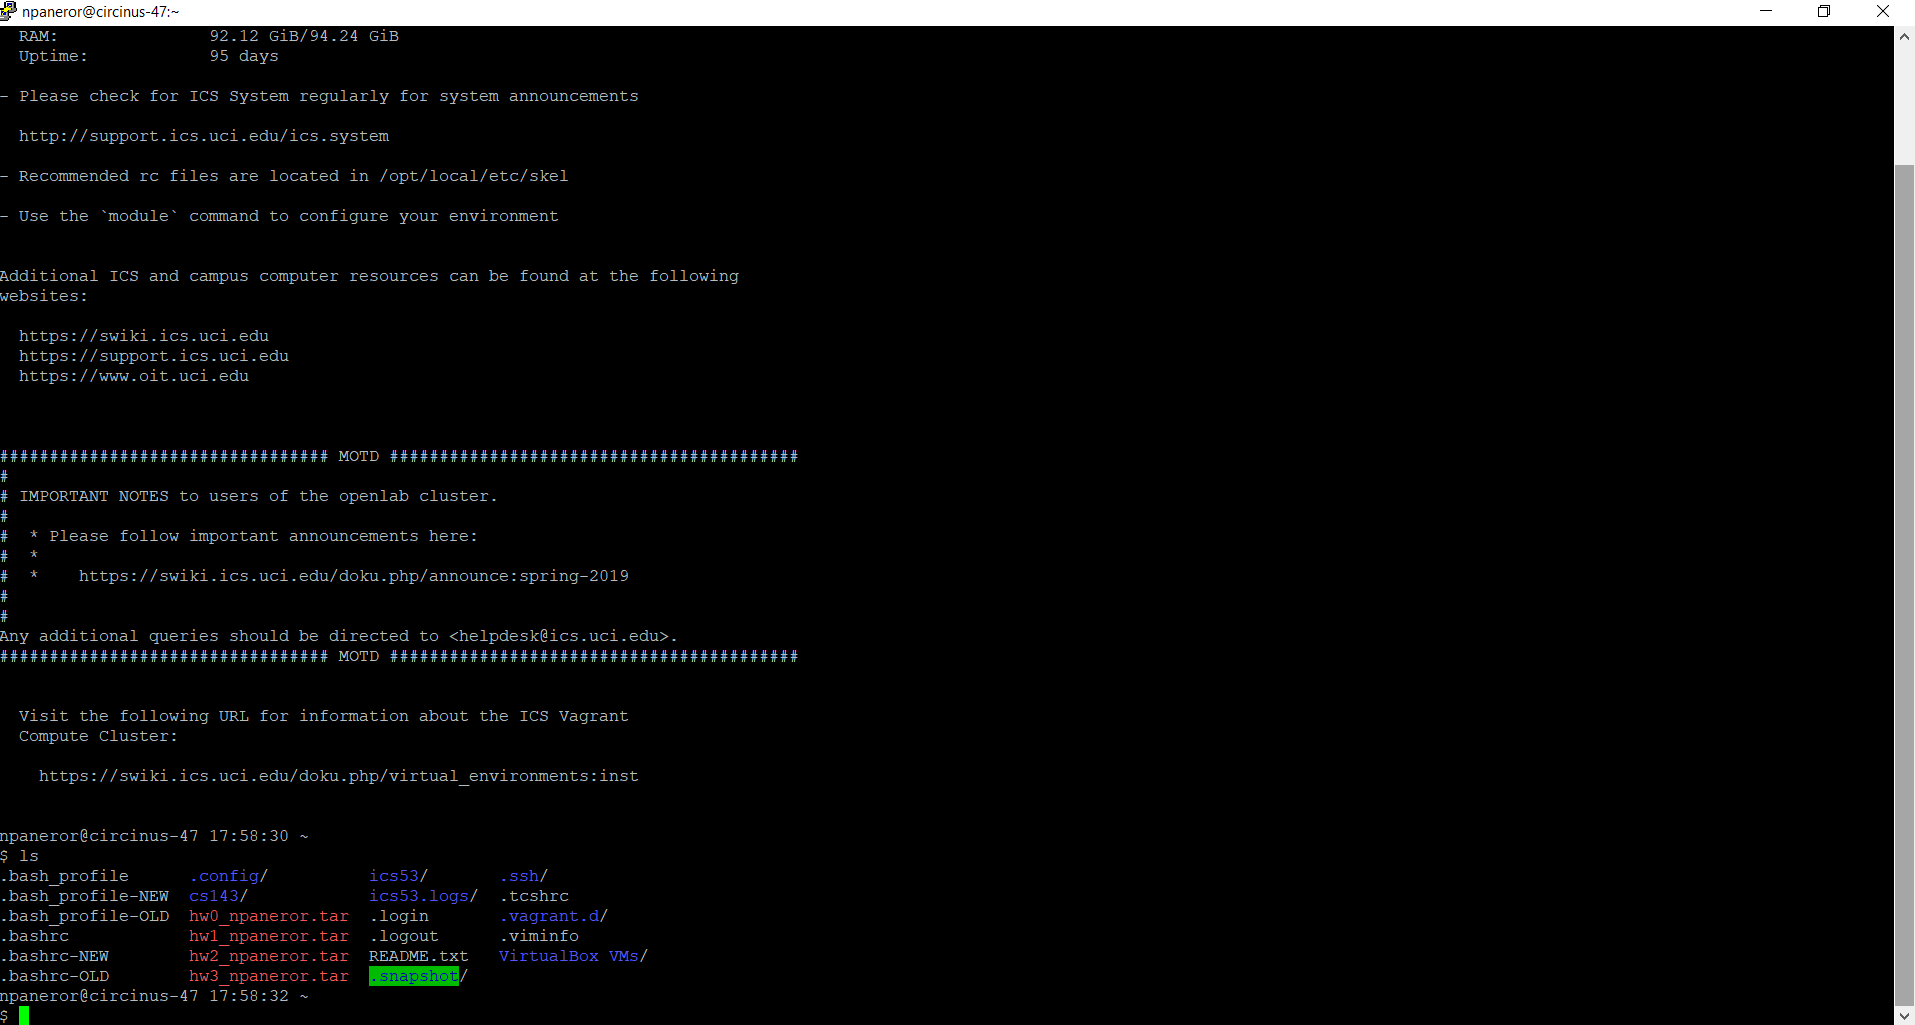 npaneror@circinus-47:~
  RAM:               92.12 GiB/94.24 GiB
  Uptime:            95 days
- Please check for ICS System regularly for system announcements
  http://support.ics.uci.edu/ics.system
- Recommended rc files are located in /opt/local/etc/skel
- Use the `module` command to configure your environment
Additional ICS and campus computer resources can be found at the following
websites:
  https://swiki.ics.uci.edu
  https://support.ics.uci.edu
  https://www.oit.uci.edu
################################# MOTD #########################################
#
# IMPORTANT NOTES to users of the openlab cluster.
#
#  * Please follow important announcements here:
#  *
#  *    https://swiki.ics.uci.edu/doku.php/announce:spring-2019
#
#
Any additional queries should be directed to <helpdesk@ics.uci.edu>.
################################# MOTD #########################################
  Visit the following URL for information about the ICS Vagrant
  Compute Cluster:
    https://swiki.ics.uci.edu/doku.php/virtual_environments:inst
npaneror@circinus-47 17:58:30 ~
$ ls
.bash_profile      .config/          ics53/      .ssh/
.bash_profile-NEW  cs143/            ics53.logs/  .tcshrc
.bash_profile-OLD  hw0_npaneror.tar  .login       .vagrant.d/
.bashrc            hw1_npaneror.tar  .logout      .viminfo
.bashrc-NEW        hw2_npaneror.tar  README.txt   VirtualBox VMs/
.bashrc-OLD        hw3_npaneror.tar  .snapshot/
npaneror@circinus-47 17:58:32 ~
$